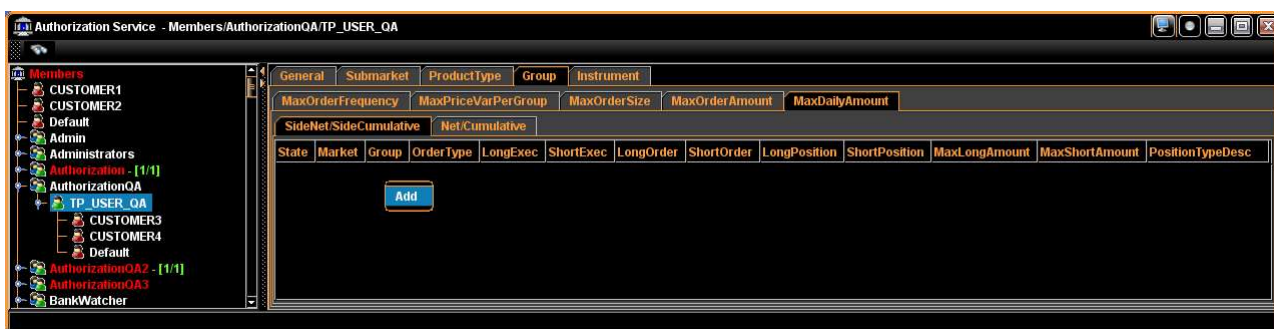 Authorization Service - Members/AuthorizationQA/TP_USER_QA
Members
CUSTOMER1
CUSTOMER2
Default
Admin
Administrators
Authorization - [1/1]
AuthorizationQA
TP_USER_QA
CUSTOMER3
CUSTOMER4
Default
AuthorizationQA2 - [1/1]
AuthorizationQA3
BankWatcher
General Submarket ProductType Group Instrument
MaxOrderFrequency MaxPriceVarPerGroup MaxOrderSize MaxOrderAmount MaxDailyAmount
SideNet/SideCumulative Net/Cumulative
State Market Group OrderType LongExec ShortExec LongOrder ShortOrder LongPosition ShortPosition MaxLongAmount MaxShortAmount PositionTypeDesc
Add